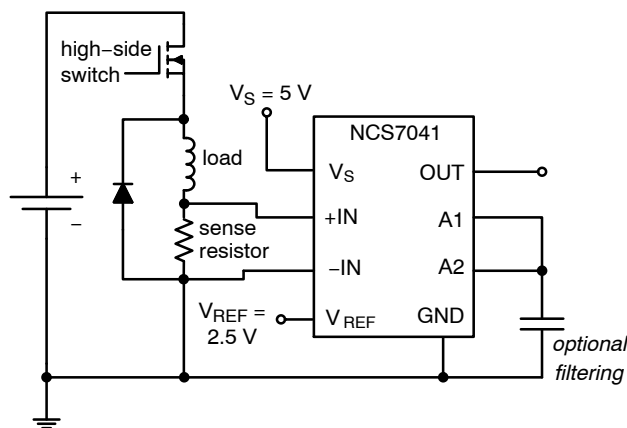 high−side
switch
VS = 5 V
NCS7041
load
VS
OUT
+
−
+IN
A1
sense
resistor
−IN
A2
VREF =
2.5 V
VREF
GND
optional
filtering